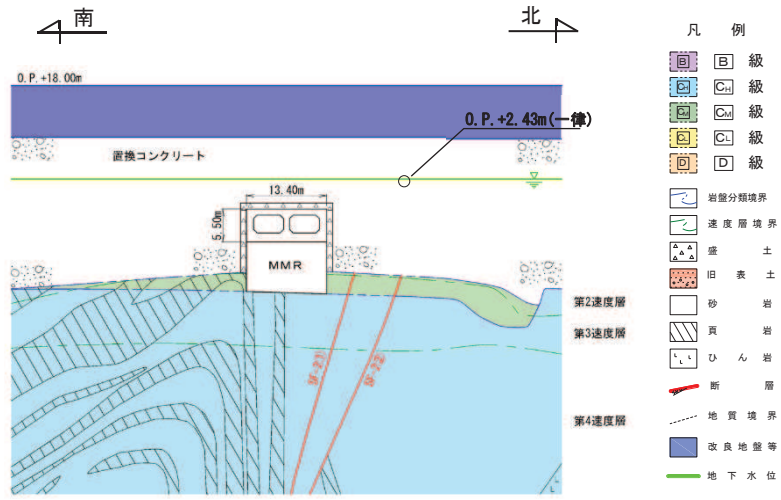 南
北
O.P.+18.00m
O.P.+2.43m(一律)
置換コンクリート
13.40m
5.50m
MMR
第2速度層
第3速度層
第4速度層
凡 例
B B 級
CH CH 級
CM CM 級
CL CL 級
D D 級
岩盤分類境界
速度層境界
盛 土
旧 表 土
砂 岩
頁 岩
ひ ん 岩
断 層
地 質 境 界
改 良 地 盤 等
地 下 水 位